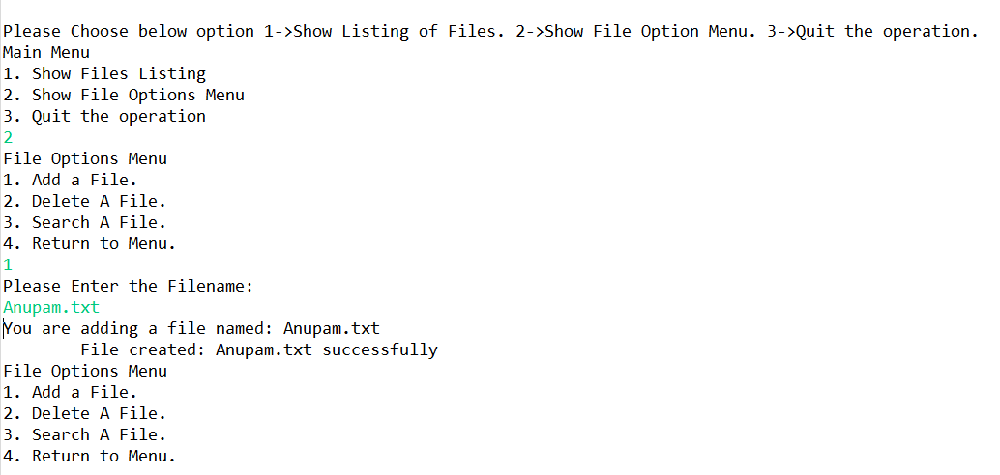 Please Choose below option 1->Show Listing of Files. 2->Show File Option Menu. 3->Quit the operation.
Main Menu
1. Show Files Listing
2. Show File Options Menu
3. Quit the operation
2
File Options Menu
1. Add a File.
2. Delete A File.
3. Search A File.
4. Return to Menu.
1
Please Enter the Filename:
Anupam.txt
You are adding a file named: Anupam.txt
        File created: Anupam.txt successfully
File Options Menu
1. Add a File.
2. Delete A File.
3. Search A File.
4. Return to Menu.